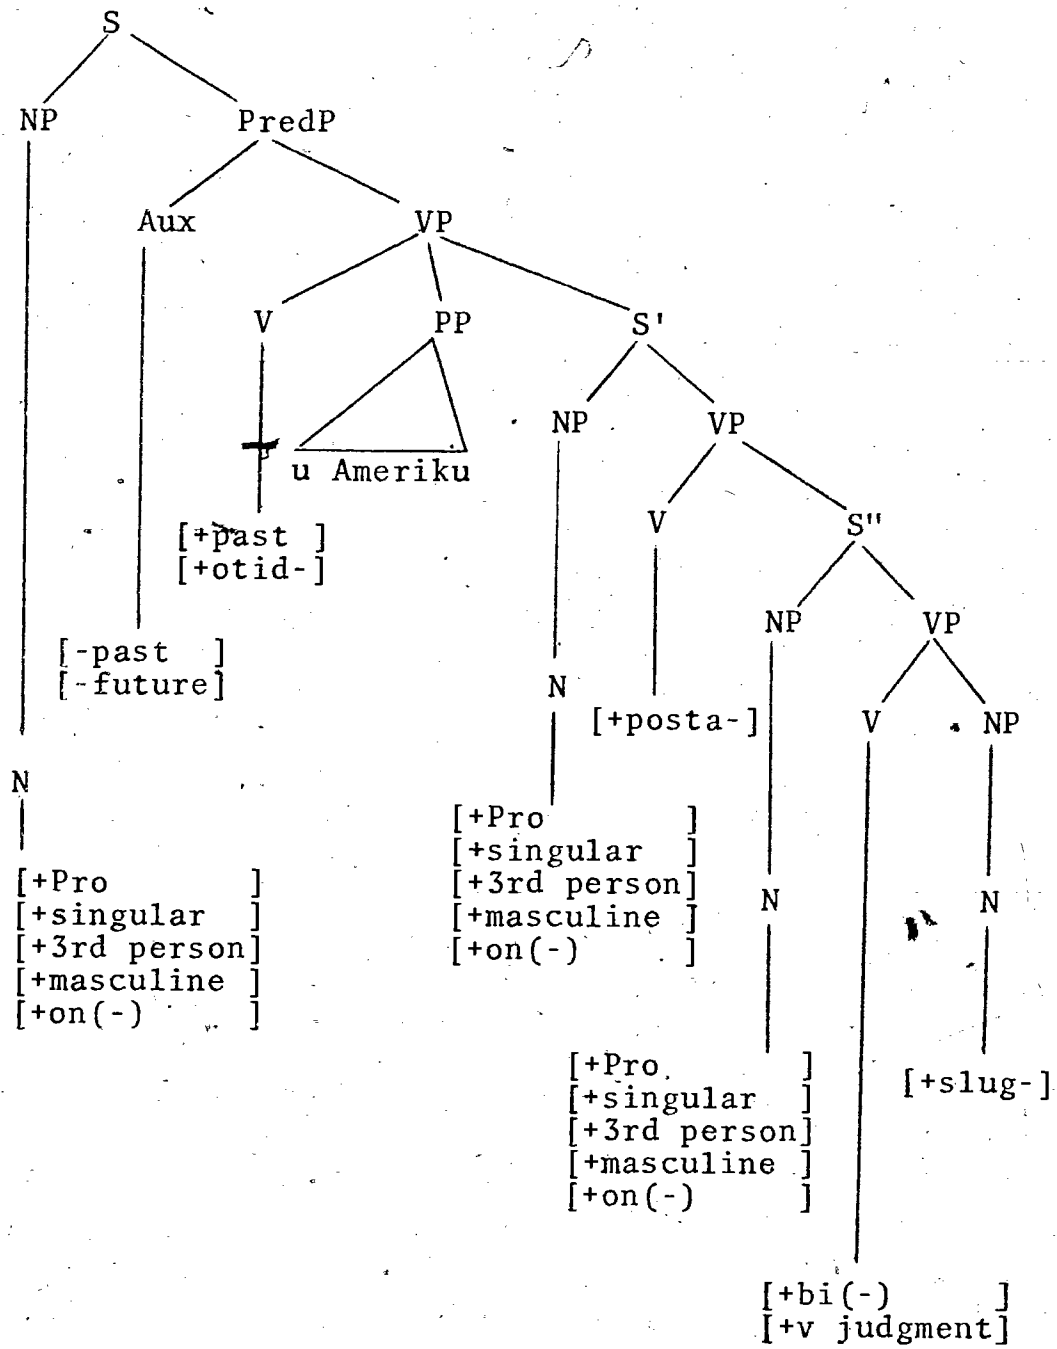 S
NP PredP
Aux VP
V PP S'
NP VP
u Ameriku
V S"
[+past ]
[+otid-]
NP VP
[-past ]
[-future]
N
[+posta-]
V NP
N
[+Pro ]
[+singular ]
[+3rd person]
[+masculine ]
[+on(-) ]
[+Pro ]
[+singular ]
[+3rd person]
[+masculine ]
[+on(-) ]
N N
[+Pro ]
[+singular ]
[+3rd person]
[+masculine ]
[+on(-) ]
[+slug-]
[+bi(-) ]
[+v judgment]